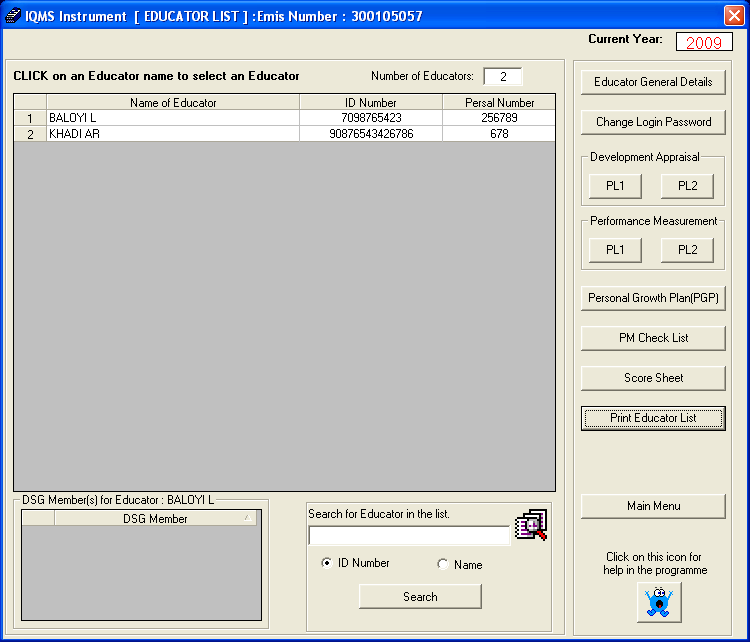 IQMS Instrument [ EDUCATOR LIST ] :Emis Number : 300105057
Current Year: 2009
CLICK on an Educator name to select an Educator
Number of Educators: 2
Name of Educator ID Number Persal Number
1 BALOYI L 7098765423 256789
2 KHADI AR 90876543426786 678
Educator General Details
Change Login Password
Development Appraisal
PL1 PL2
Performance Measurement
PL1 PL2
Personal Growth Plan(PGP)
PM Check List
Score Sheet
Print Educator List
DSG Member(s) for Educator : BALOYI L
DSG Member
Search for Educator in the list.
ID Number Name
Search
Main Menu
Click on this icon for
help in the programme